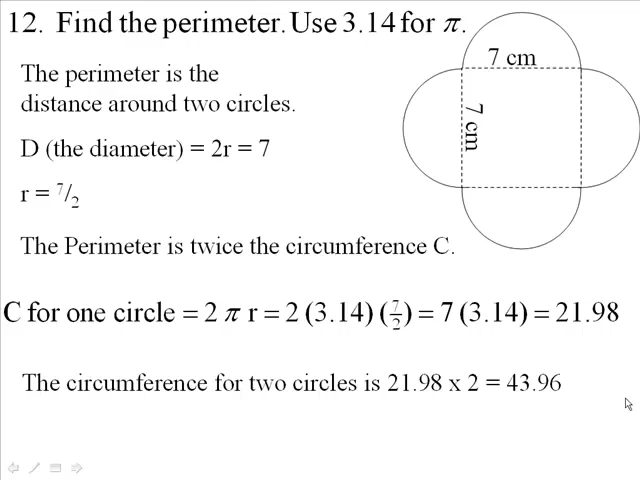 12. Find the perimeter. Use 3.14 for π.
7 cm
7 cm
The perimeter is the
distance around two circles.
D (the diameter) = 2r = 7
r = 7/2
The Perimeter is twice the circumference C.
C for one circle = 2 π r = 2 (3.14) (7/2) = 7 (3.14) = 21.98
The circumference for two circles is 21.98 x 2 = 43.96